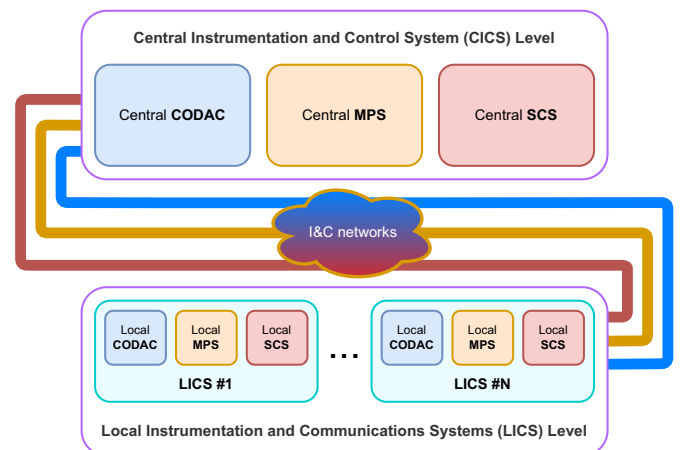 Central Instrumentation and Control System (CICS) Level
Central CODAC
Central MPS
Central SCS
I&C networks
Local
CODAC
Local
MPS
Local
SCS
LICS #1
...
Local
CODAC
Local
MPS
Local
SCS
LICS #N
Local Instrumentation and Communications Systems (LICS) Level